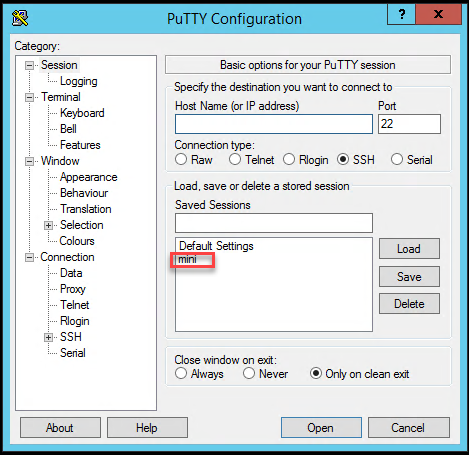 PuTTY Configuration
? X
Category:
Session
Logging
Terminal
Keyboard
Bell
Features
Window
Appearance
Behaviour
Translation
Selection
Colours
Connection
Data
Proxy
Telnet
Rlogin
SSH
Serial
Basic options for your PuTTY session
Specify the destination you want to connect to
Host Name (or IP address) Port
22
Connection type:
Raw Telnet Rlogin SSH Serial
Load, save or delete a stored session
Saved Sessions
Default Settings
mini
Load
Save
Delete
Close window on exit:
Always Never Only on clean exit
About Help Open Cancel